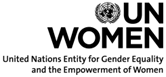 UN
WOMEN
United Nations Entity for Gender Equality
and the Empowerment of Women